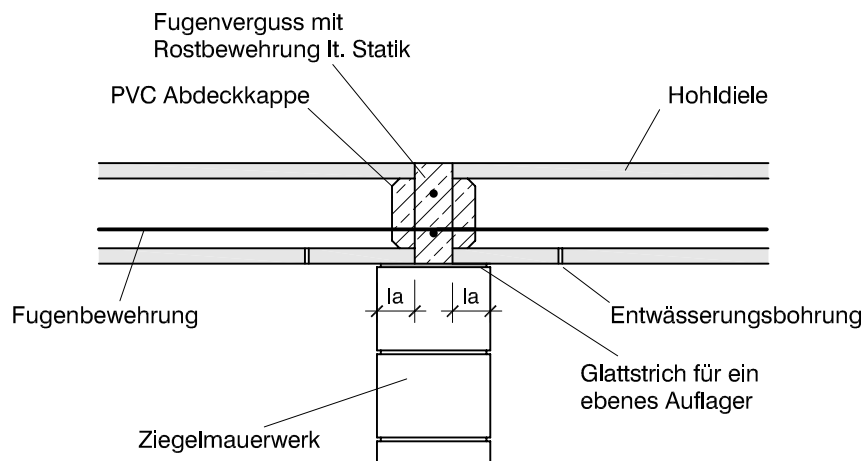 Fugenverguss mit
Rostbewehrung lt. Statik
PVC Abdeckkappe
Hohldiele
Fugenbewehrung
la
la
Entwässerungsbohrung
Glattstrich für ein
ebenes Auflager
Ziegelmauerwerk